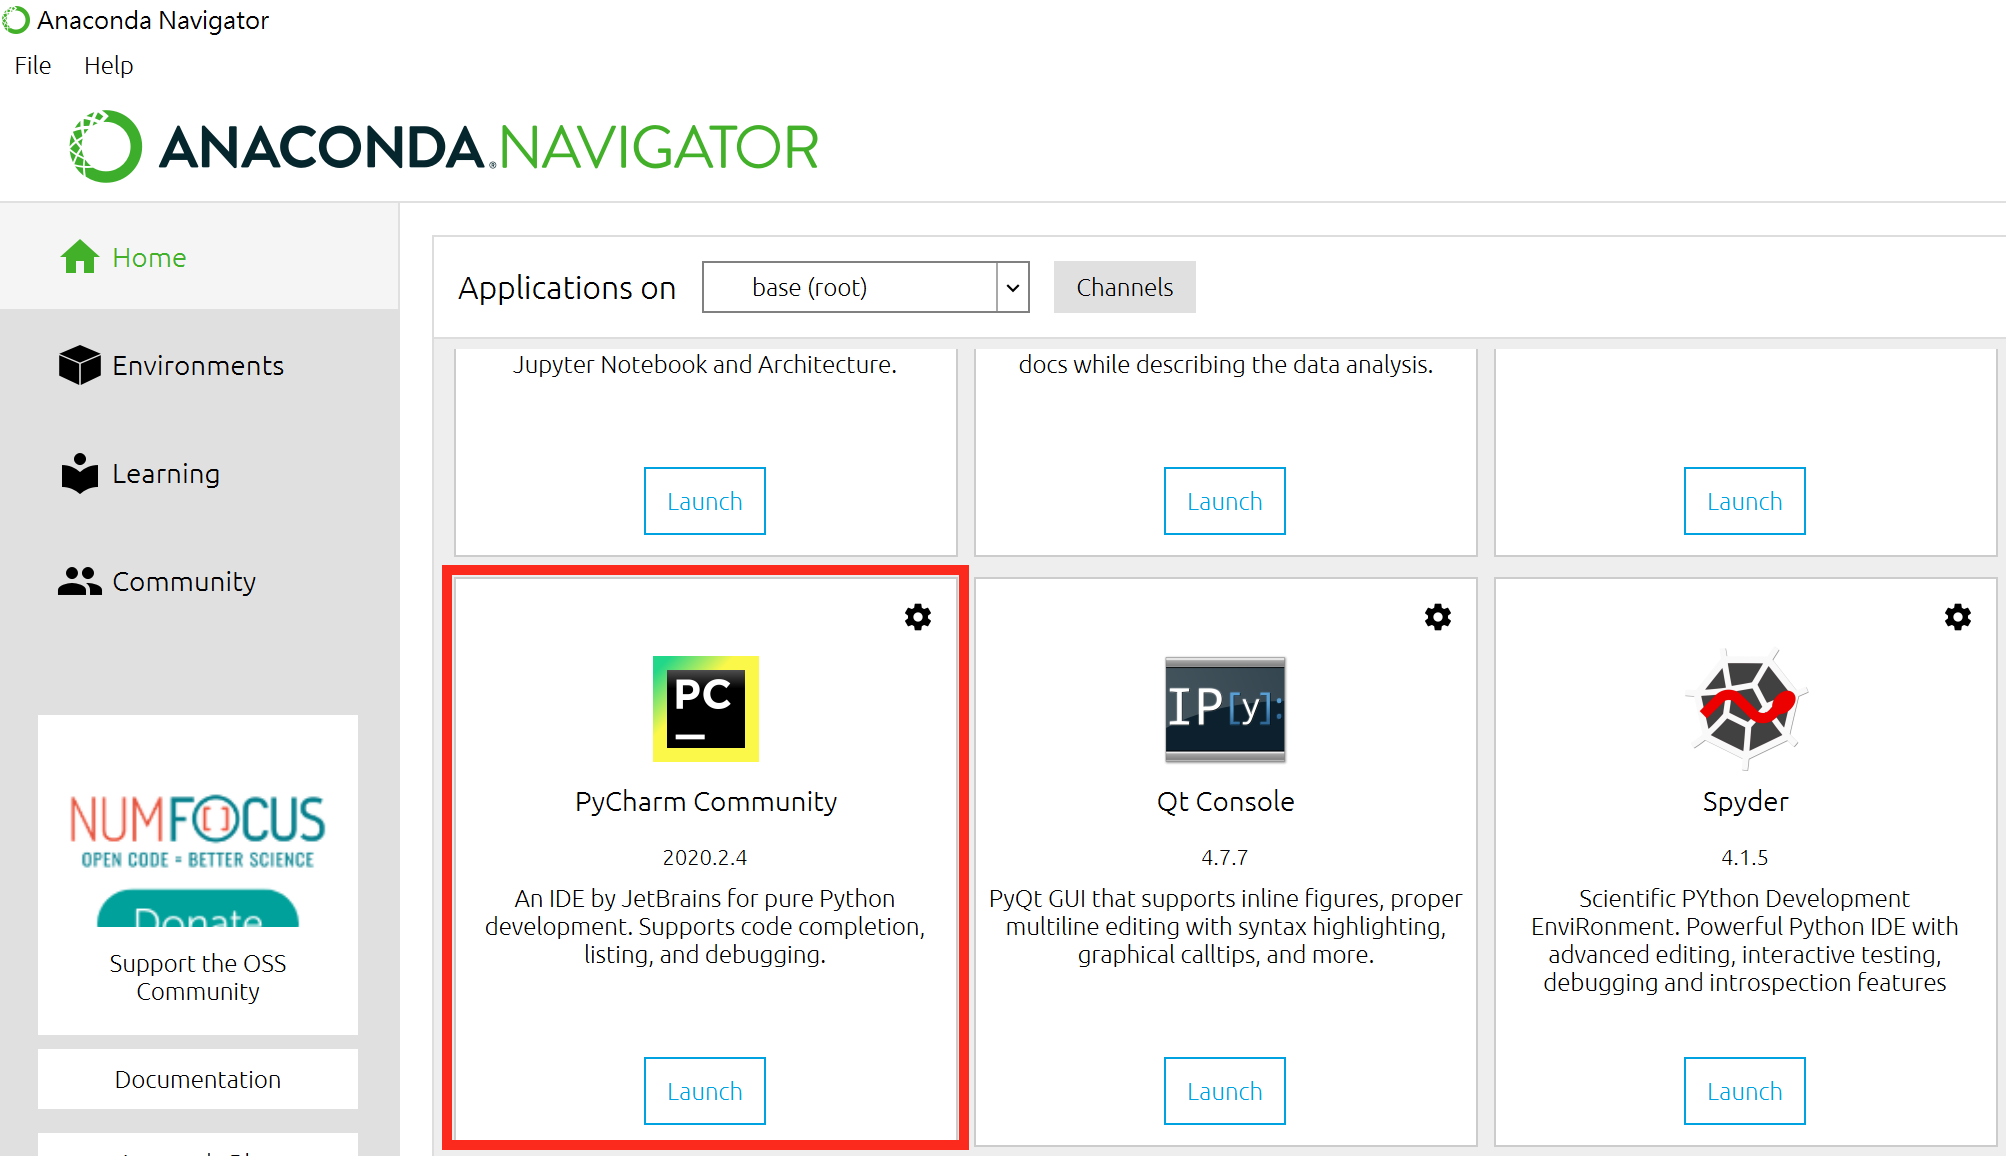 Anaconda Navigator
File Help
ANACONDA.NAVIGATOR
Home
Environments
Learning
Community
NUMFOCUS
OPEN CODE = BETTER SCIENCE
Donate
Support the OSS
Community
Documentation
Applications on base (root) Channels
Jupyter Notebook and Architecture.
Launch
docs while describing the data analysis.
Launch
Launch
PC
PyCharm Community
2020.2.4
An IDE by JetBrains for pure Python
development. Supports code completion,
listing, and debugging.
Launch
IP[y]:
Qt Console
4.7.7
PyQt GUI that supports inline figures, proper
multiline editing with syntax highlighting,
graphical calltips, and more.
Launch
Spyder
4.1.5
Scientific PYthon Development
EnviRonment. Powerful Python IDE with
advanced editing, interactive testing,
debugging and introspection features
Launch